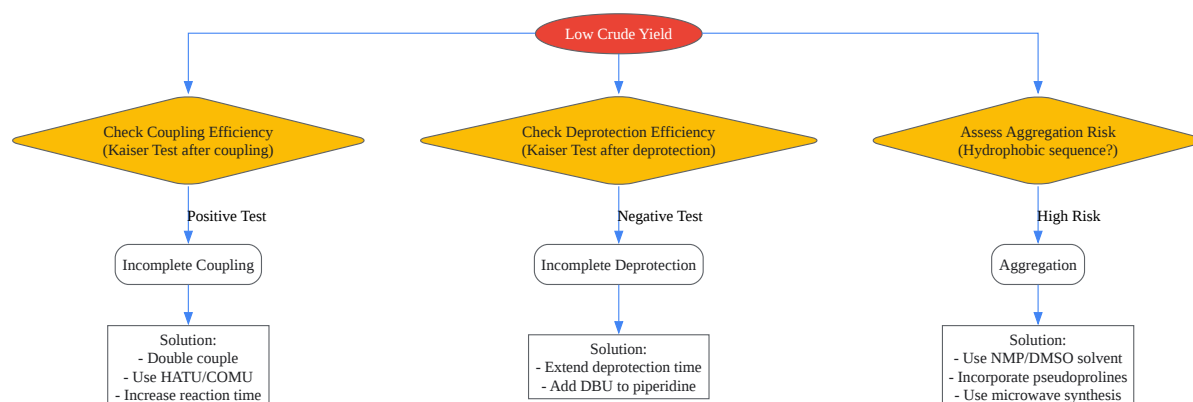 Low Crude Yield
Check Coupling Efficiency
(Kaiser Test after coupling)
Check Deprotection Efficiency
(Kaiser Test after deprotection)
Assess Aggregation Risk
(Hydrophobic sequence?)
Positive Test
Negative Test
High Risk
Incomplete Coupling
Incomplete Deprotection
Aggregation
Solution:
- Double couple
- Use HATU/COMU
- Increase reaction time
Solution:
- Extend deprotection time
- Add DBU to piperidine
Solution:
- Use NMP/DMSO solvent
- Incorporate pseudoprolines
- Use microwave synthesis